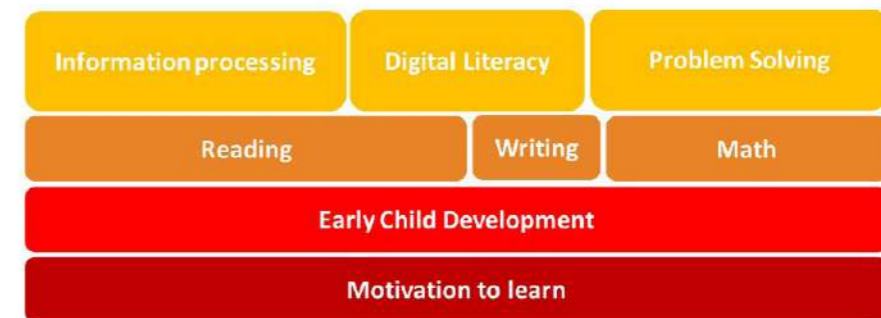 Information processing
Digital Literacy
Problem Solving
Reading
Writing
Math
Early Child Development
Motivation to learn